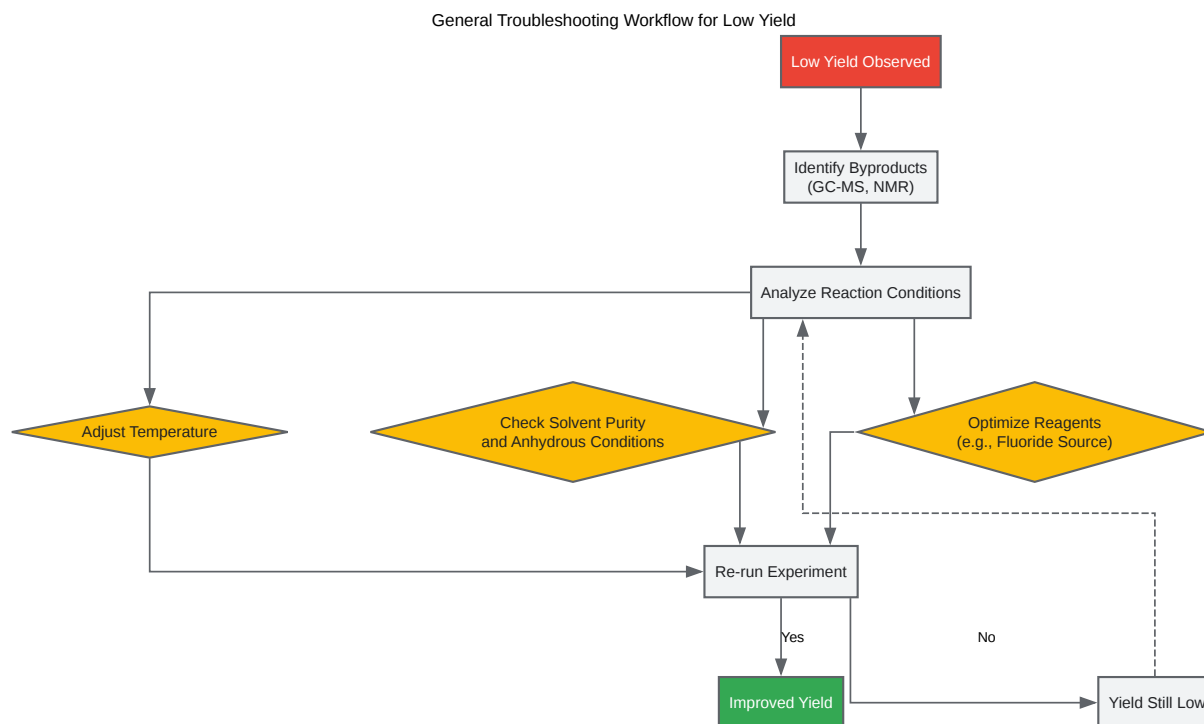 General Troubleshooting Workflow for Low Yield
Low Yield Observed
Identify Byproducts
(GC-MS, NMR)
Analyze Reaction Conditions
Adjust Temperature
Check Solvent Purity
and Anhydrous Conditions
Optimize Reagents
(e.g., Fluoride Source)
Re-run Experiment
Yes
No
Improved Yield
Yield Still Low